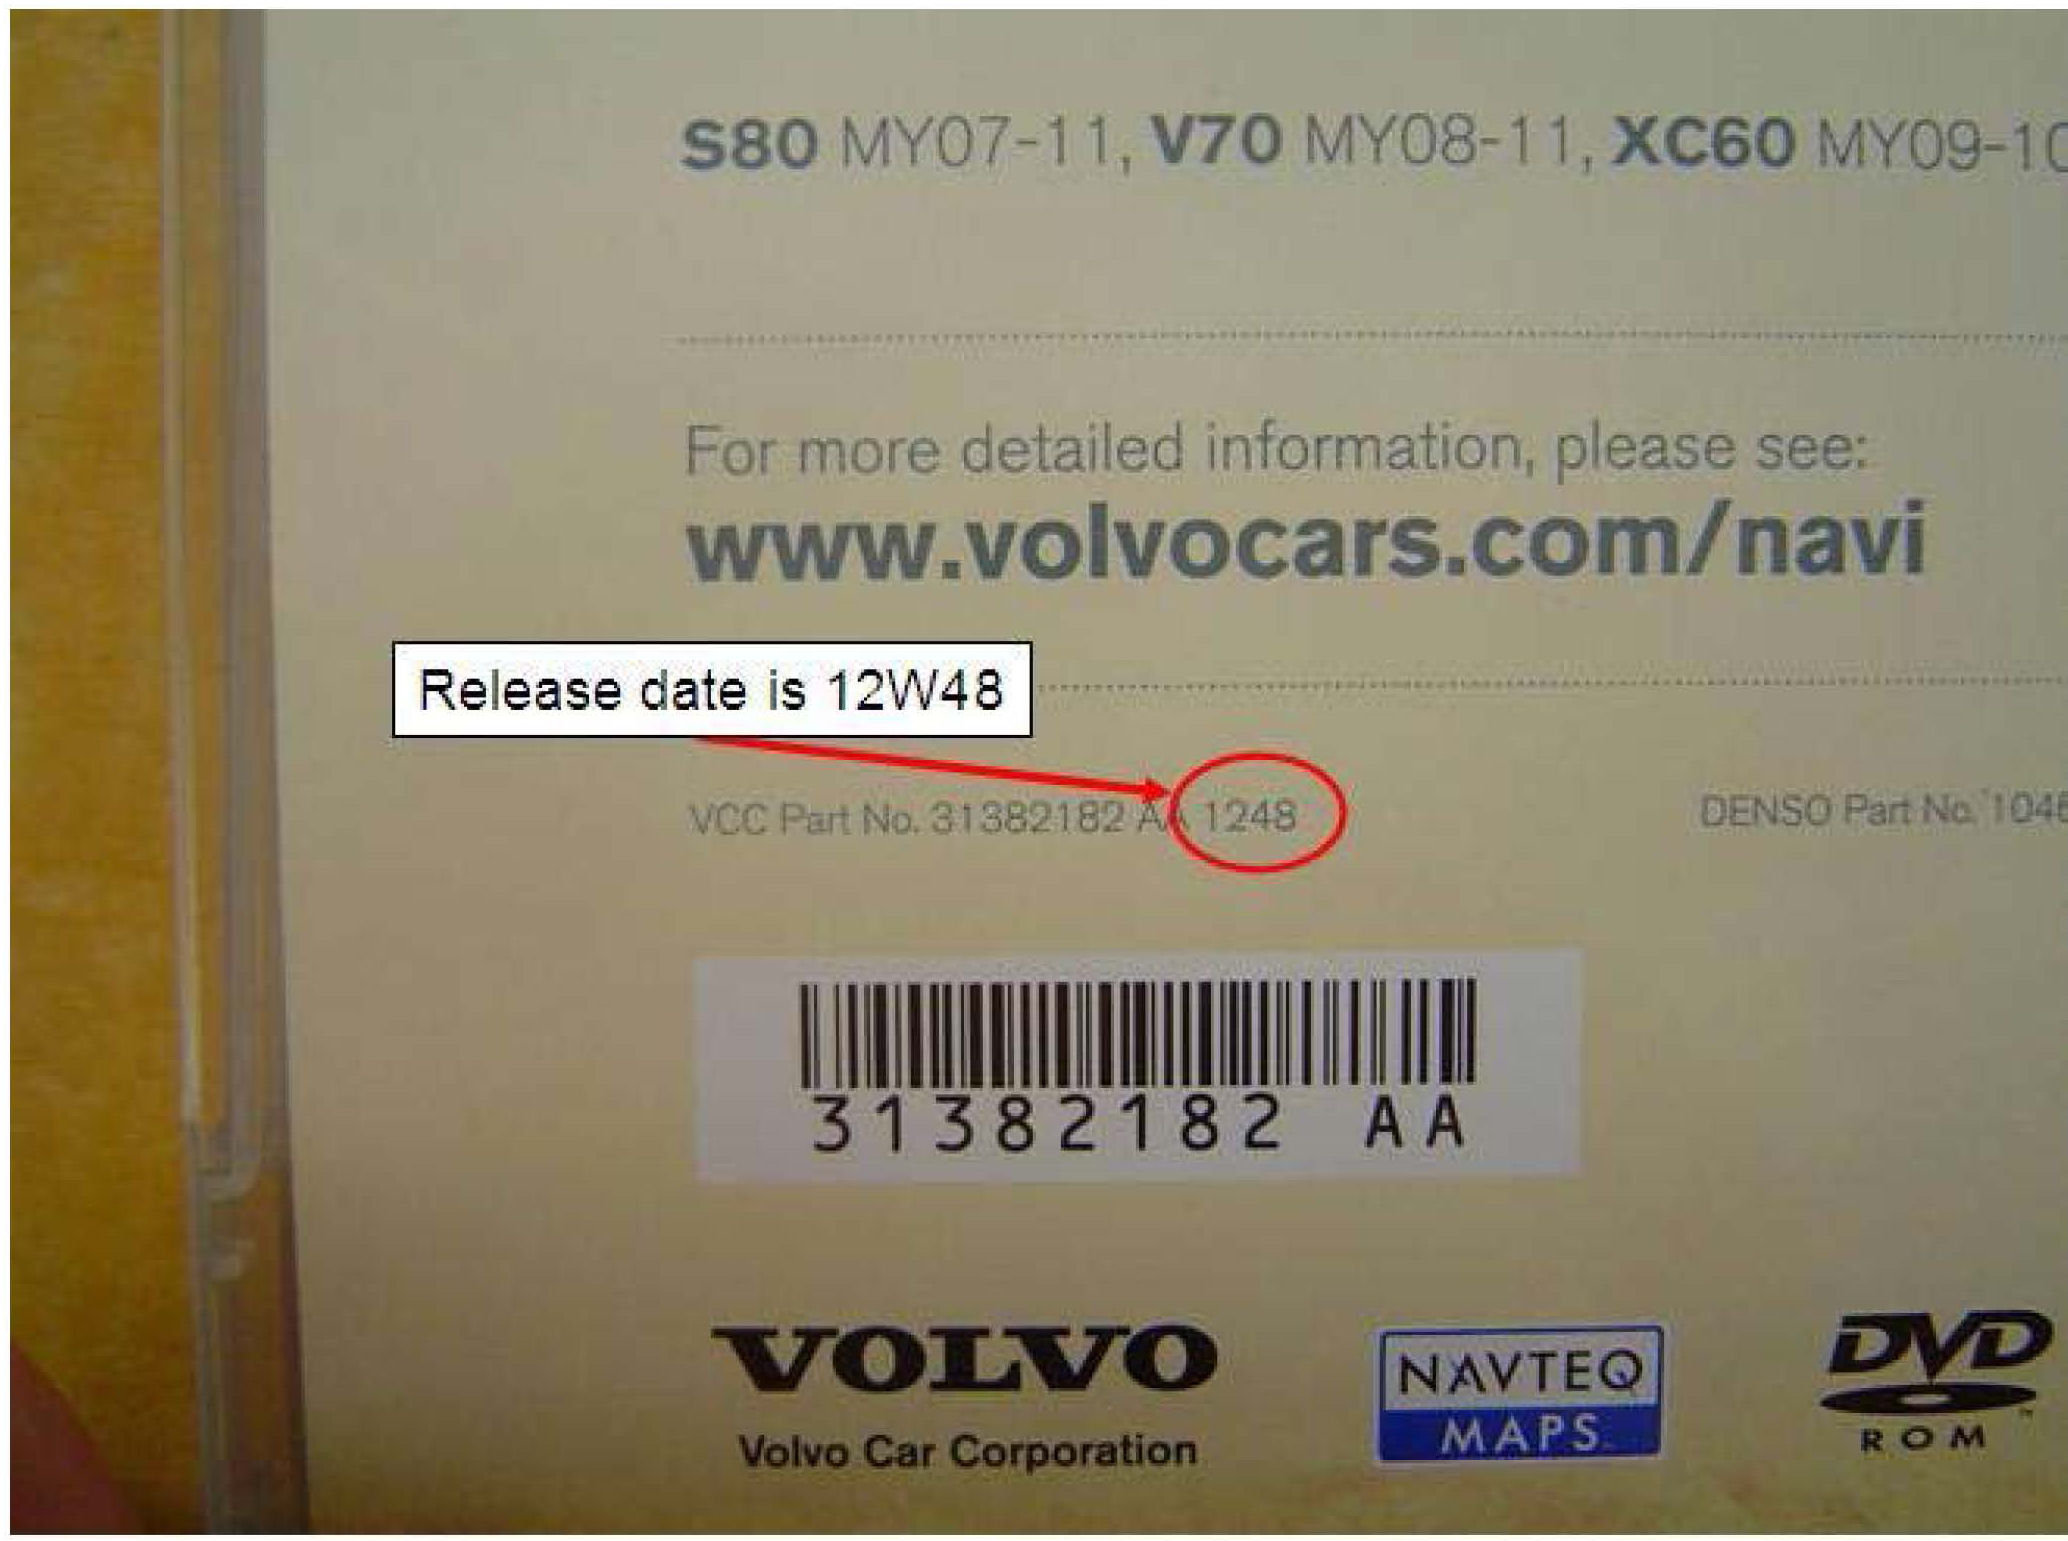 S80 MY07-11, V70 MY08-11, XC60 MY09-10
For more detailed information, please see:
www.volvocars.com/navi
Release date is 12W48
VCC Part No. 31382182 AA 1248 DENSO Part No. 1046
31382182 AA
VOLVO
Volvo Car Corporation
NAVTEQ
MAPS
DVD
ROM